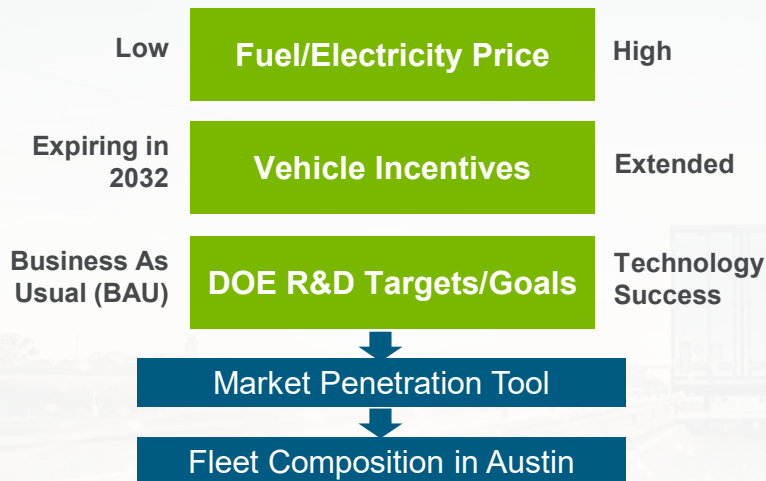 Low
Fuel/Electricity Price
High
Expiring in
2032
Vehicle Incentives
Extended
Business As
Usual (BAU)
DOE R&D Targets/Goals
Technology
Success
Market Penetration Tool
Fleet Composition in Austin